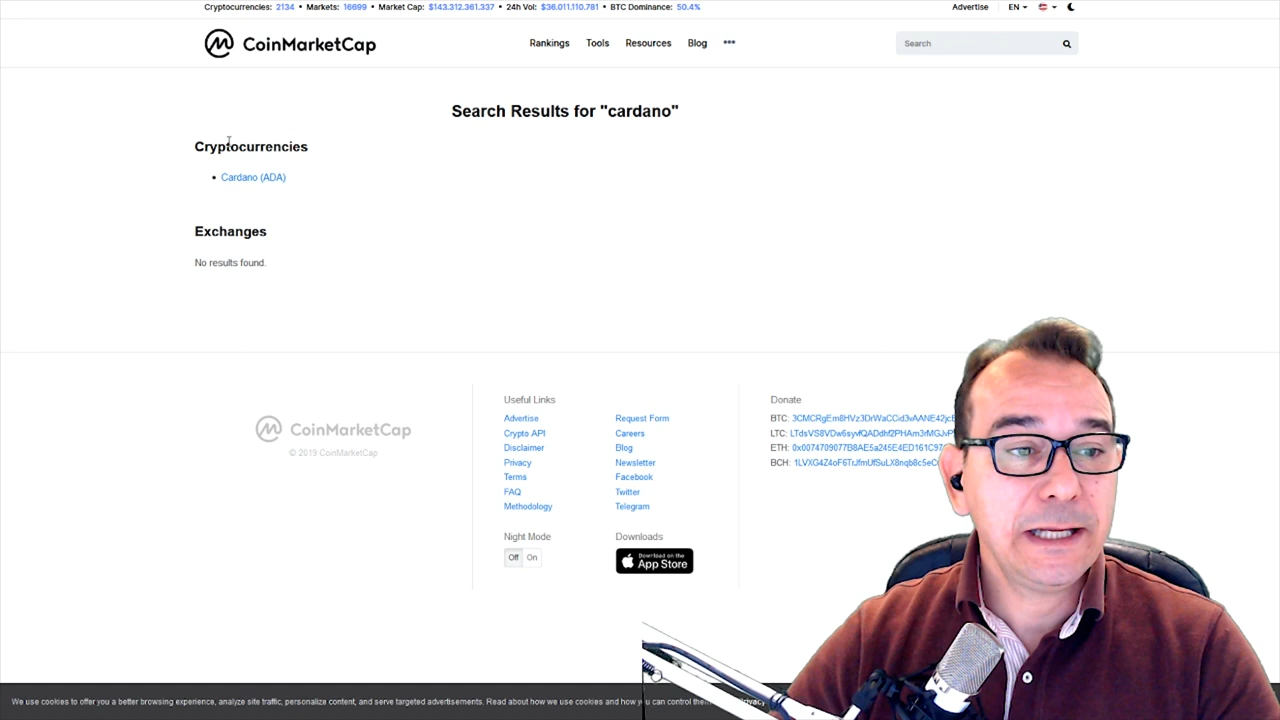 Cryptocurrencies: 2134 • Markets: 16699 • Market Cap: $143.312.361.337 • 24h Vol: $36.011.110.781 • BTC Dominance: 50.4%
Advertise EN
CoinMarketCap
Rankings Tools Resources Blog •••
Search
Search Results for "cardano"
Cryptocurrencies
• Cardano (ADA)
Exchanges
No results found.
CoinMarketCap
© 2019 CoinMarketCap
Useful Links
Advertise
Crypto API
Disclaimer
Privacy
Terms
FAQ
Methodology
Request Form
Careers
Blog
Newsletter
Facebook
Twitter
Telegram
Night Mode
Off On
Downloads
Download on the
App Store
Donate
BTC:
LTC:
ETH:
BCH:
We use cookies to offer you a better browsing experience, analyze site traffic, personalize content, and serve targeted advertisements. Read about how we use cookies and how you can control them